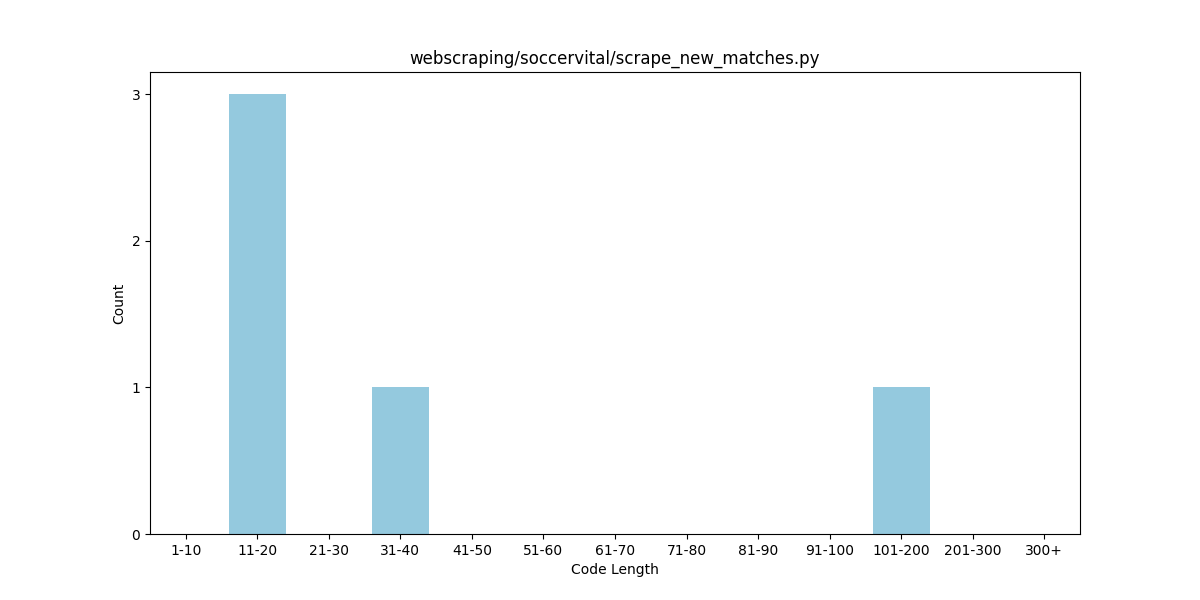 webscraping/soccervital/scrape_new_matches.py
3
2
1
0
Count
1-10 11-20 21-30 31-40 41-50 51-60 61-70 71-80 81-90 91-100 101-200 201-300 300+
Code Length